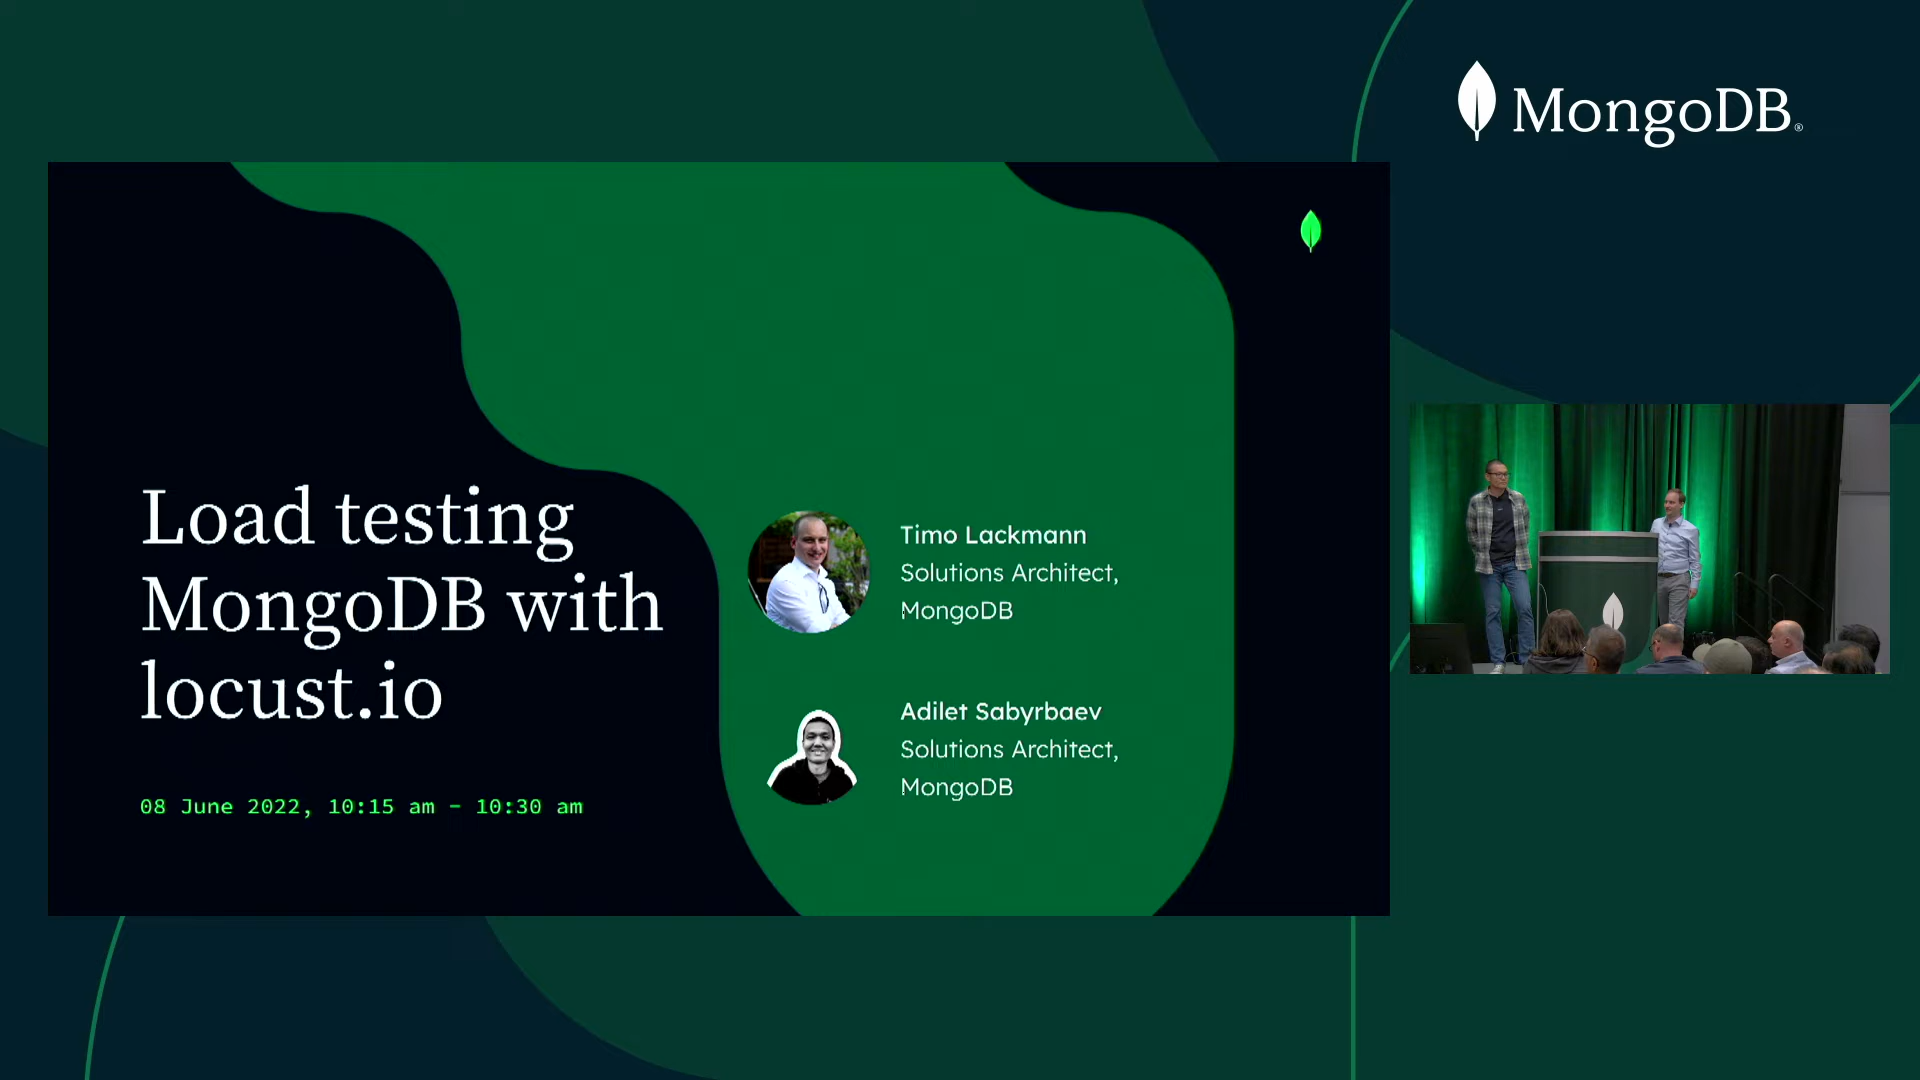 MongoDB®
Load testing
MongoDB with
locust.io
08 June 2022, 10:15 am - 10:30 am
Timo Lackmann
Solutions Architect,
MongoDB
Adilet Sabyrbaev
Solutions Architect,
MongoDB